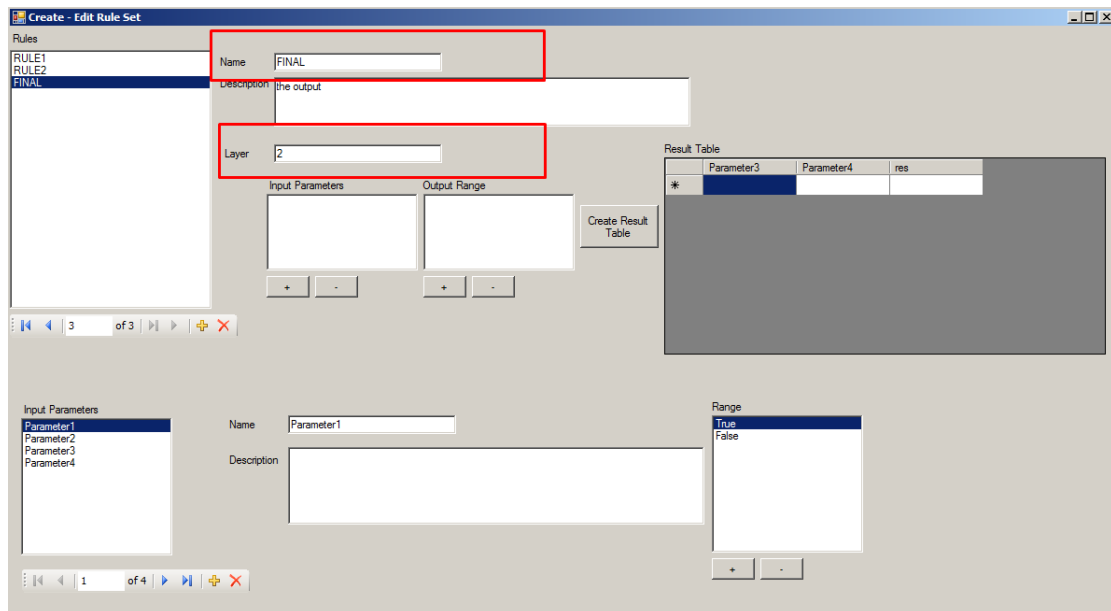 Create - Edit Rule Set
Rules
RULE1
RULE2
FINAL
Name
FINAL
Description
the output
Layer
2
Input Parameters
Output Range
+
-
+
-
Create Result
Table
Result Table
Parameter3
Parameter4
res
3
of 3
Input Parameters
Parameter1
Parameter2
Parameter3
Parameter4
Name
Parameter1
Description
Range
True
False
+
-
1
of 4